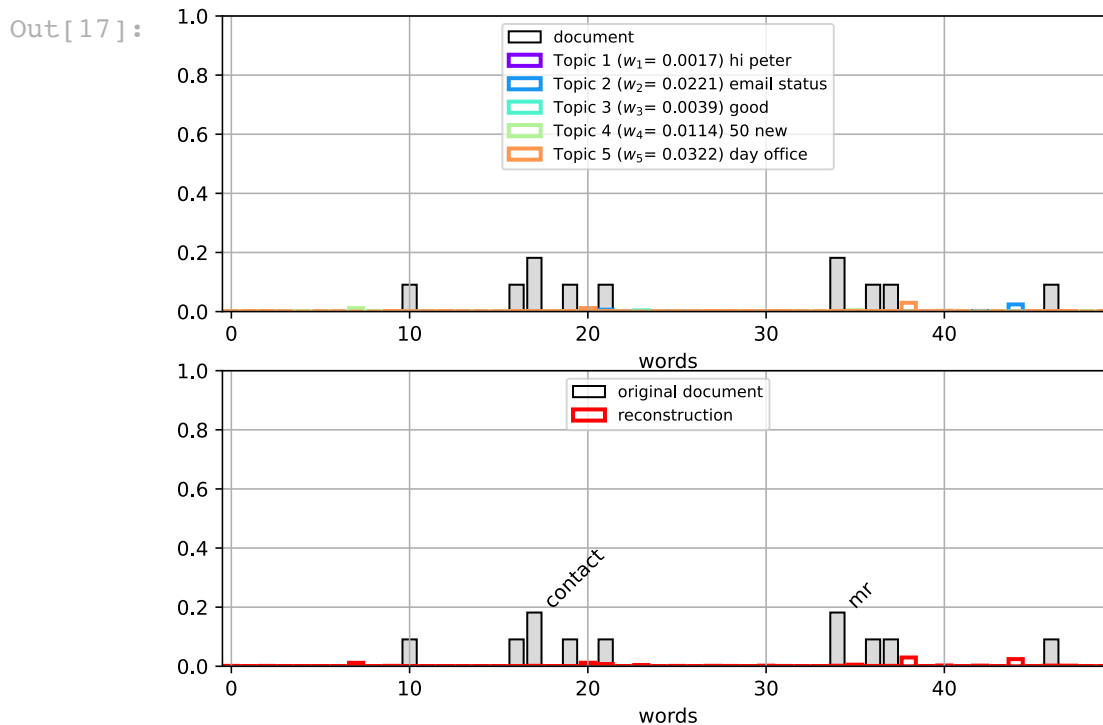 Out[17]:
1.0
0.8
0.6
0.4
0.2
0.0
document
Topic 1 (w1= 0.0017) hi peter
Topic 2 (w2= 0.0221) email status
Topic 3 (w3= 0.0039) good
Topic 4 (w4= 0.0114) 50 new
Topic 5 (w5= 0.0322) day office
0 10 20 30 40
words
1.0
0.8
0.6
0.4
0.2
0.0
original document
reconstruction
contact
mr
0 10 20 30 40
words